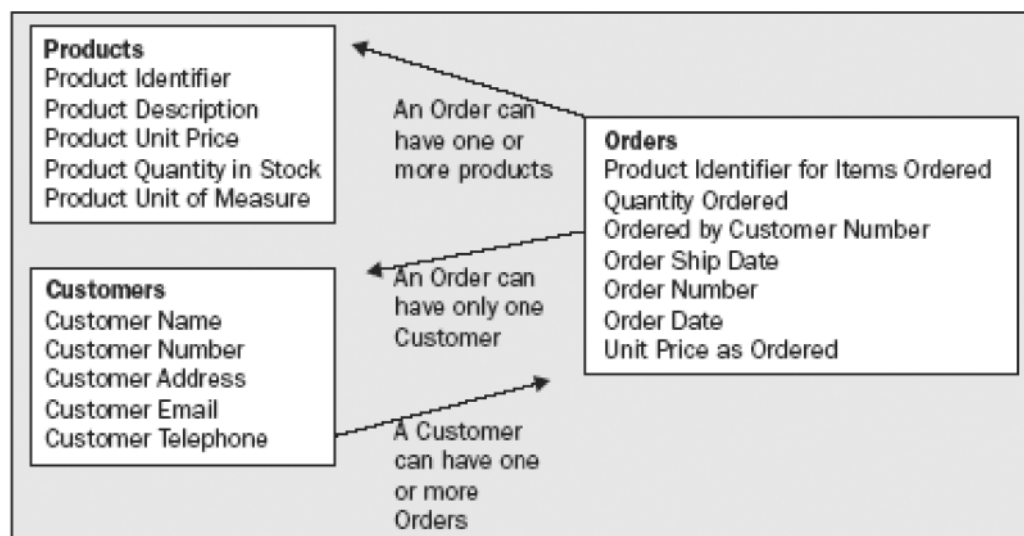 Products
Product Identifier
Product Description
Product Unit Price
Product Quantity in Stock
Product Unit of Measure
An Order can
have one or
more products
Orders
Product Identifier for Items Ordered
Quantity Ordered
Ordered by Customer Number
Order Ship Date
Order Number
Order Date
Unit Price as Ordered
Customers
Customer Name
Customer Number
Customer Address
Customer Email
Customer Telephone
An Order can
have only one
Customer
A Customer
can have one
or more
Orders